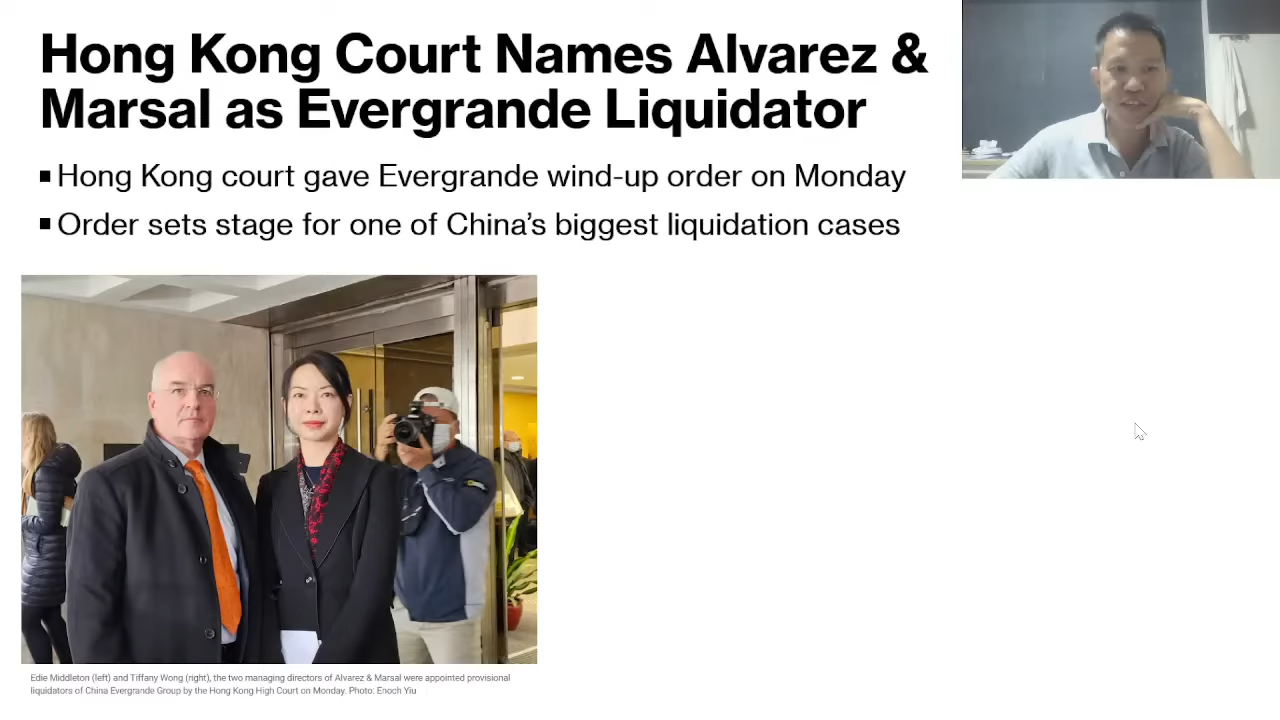 Hong Kong Court Names Alvarez &
Marsal as Evergrande Liquidator
▪ Hong Kong court gave Evergrande wind-up order on Monday
▪ Order sets stage for one of China’s biggest liquidation cases
Edie Middleton (left) and Tiffany Wong (right), the two managing directors of Alvarez & Marsal were appointed provisional
liquidators of China Evergrande Group by the Hong Kong High Court on Monday. Photo: Enoch Yiu